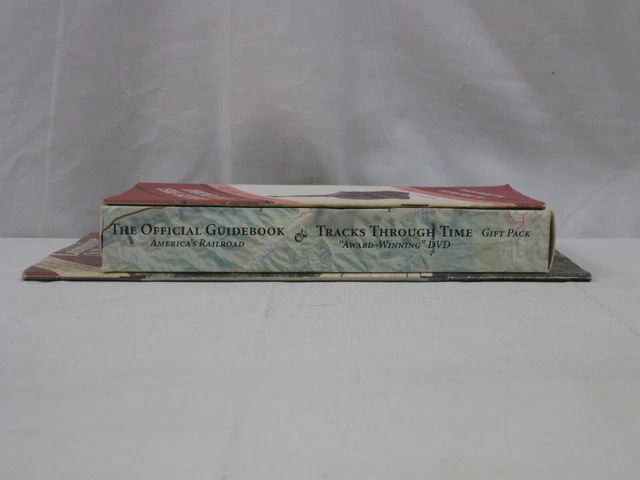 The Official Guidebook & Tracks Through Time Gift Pack
America's Railroad "Award-Winning" DVD